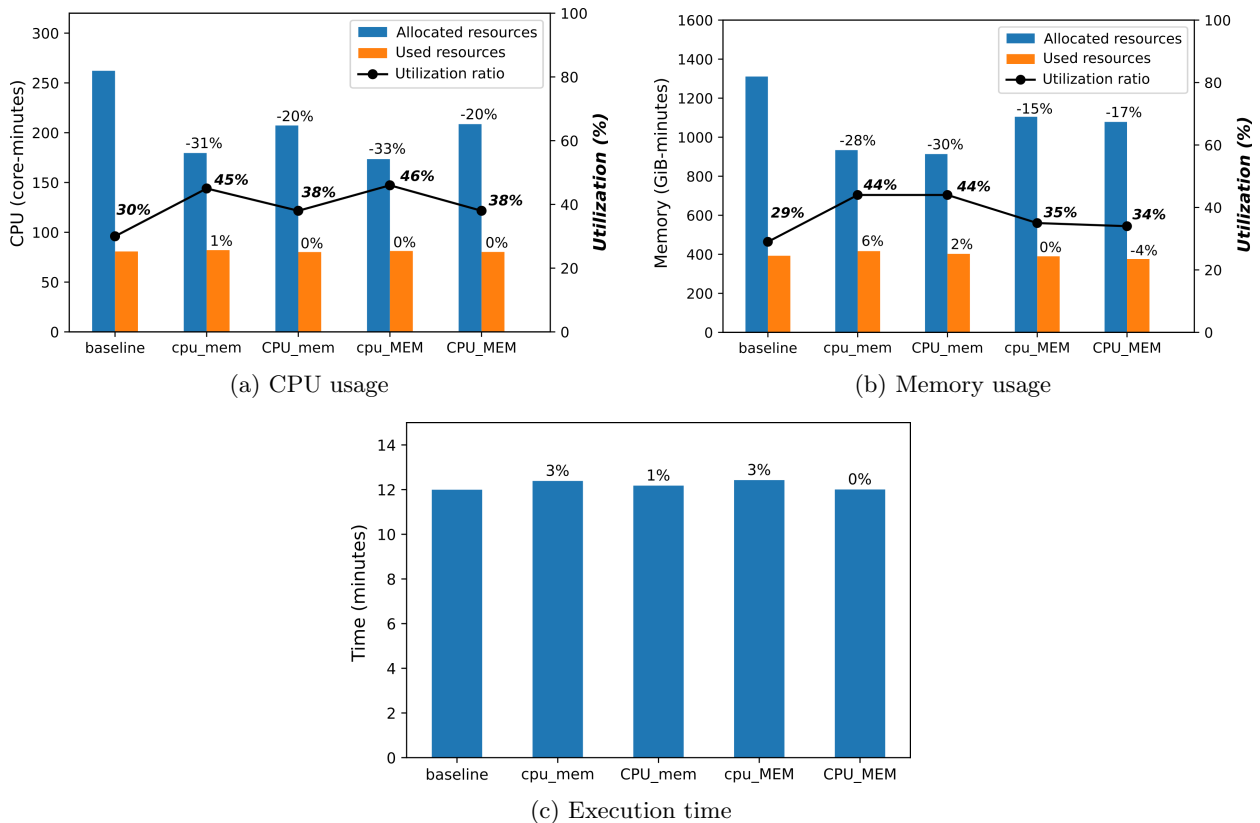 CPU (core-minutes)
300
250
200
150
100
50
0
100
80
60
40
20
0
Utilization (%)
Allocated resources
Used resources
Utilization ratio
-31%
-20%
-33%
-20%
30%
45%
38%
46%
38%
1%
0%
0%
0%
baseline
cpu_mem
CPU_mem
cpu_MEM
CPU_MEM
(a) CPU usage
Memory (GiB-minutes)
1600
1400
1200
1000
800
600
400
200
0
100
80
60
40
20
0
Utilization (%)
Allocated resources
Used resources
Utilization ratio
-28%
-30%
-15%
-17%
29%
44%
44%
35%
34%
6%
2%
0%
-4%
baseline
cpu_mem
CPU_mem
cpu_MEM
CPU_MEM
(b) Memory usage
Time (minutes)
14
12
10
8
6
4
2
0
3%
1%
3%
0%
baseline
cpu_mem
CPU_mem
cpu_MEM
CPU_MEM
(c) Execution time